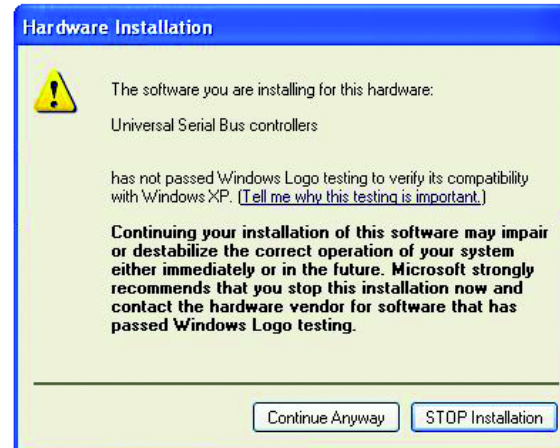 Hardware Installation
The software you are installing for this hardware:
Universal Serial Bus controllers
has not passed Windows Logo testing to verify its compatibility
with Windows XP. (Tell me why this testing is important.)
Continuing your installation of this software may impair
or destabilize the correct operation of your system
either immediately or in the future. Microsoft strongly
recommends that you stop this installation now and
contact the hardware vendor for software that has
passed Windows Logo testing.
Continue Anyway STOP Installation